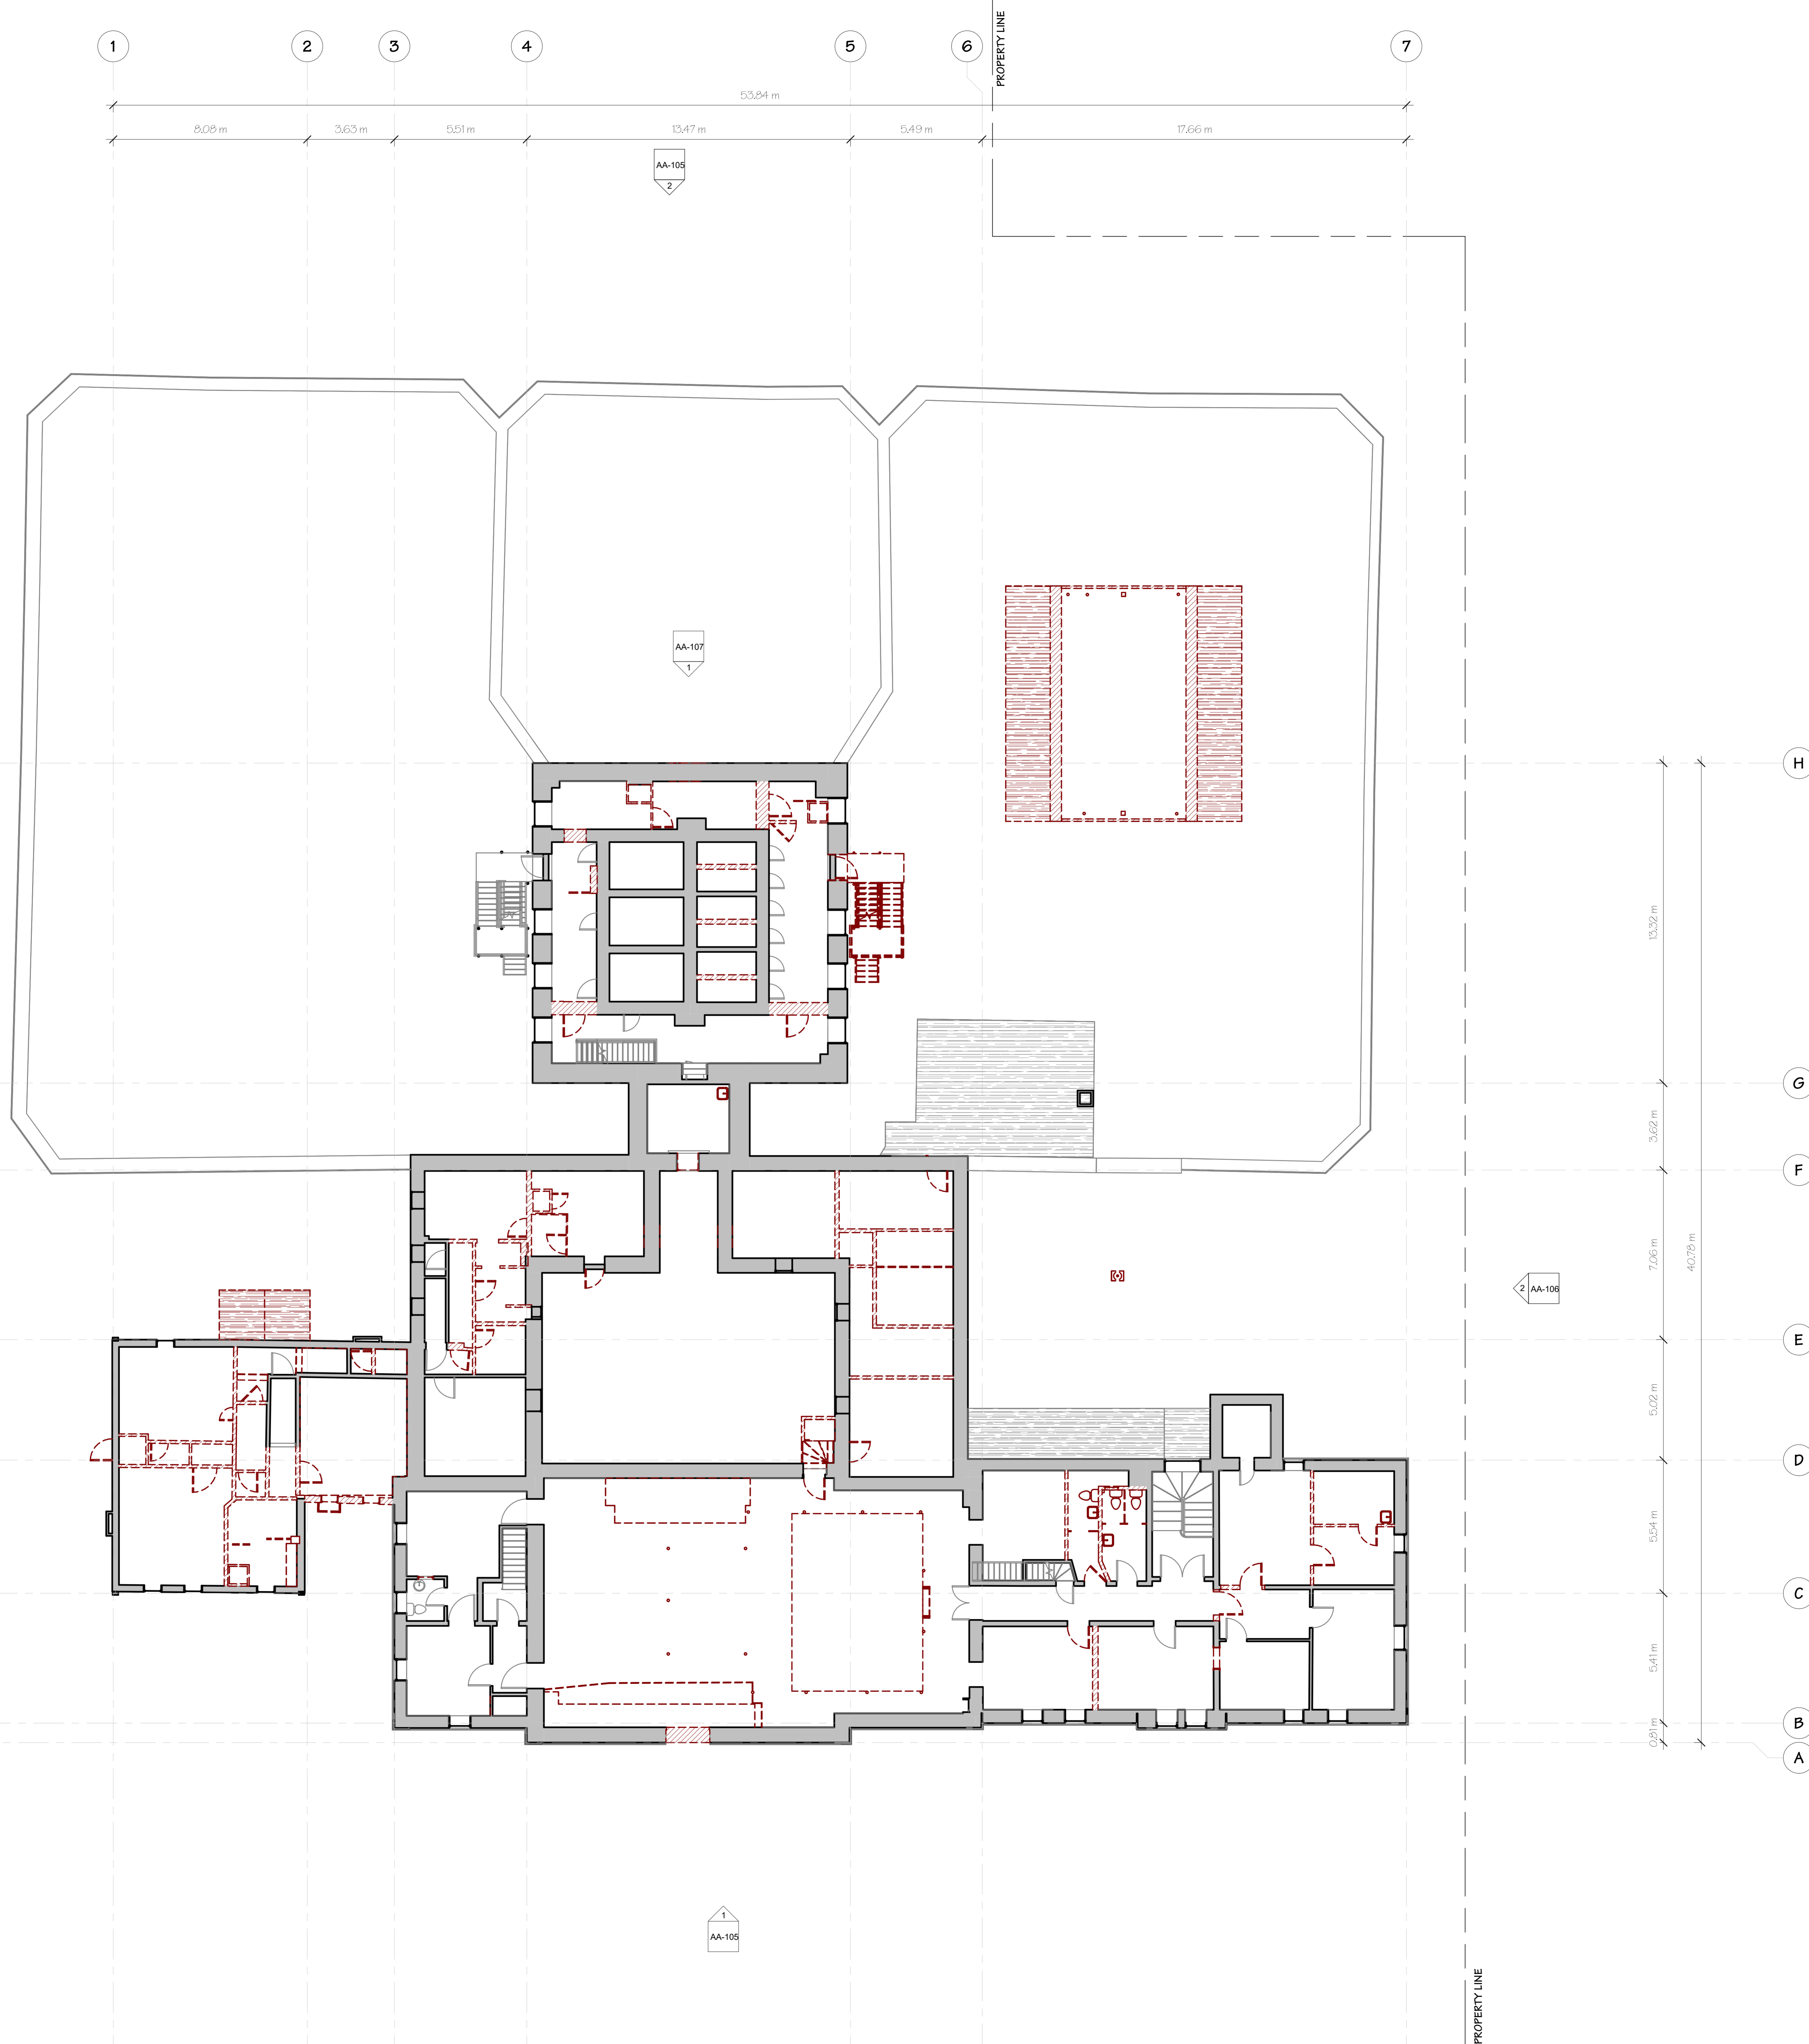 PROPERTY LINE
1 2 3 4 5 6 7
53.84 m
8.08 m 3.63 m 5.51 m 13.47 m 5.49 m 17.66 m
AA-105
2
AA-107
1
H
13.32 m
G
3.62 m
F
7.06 m
40.78 m
2 AA-106
E
5.02 m
D
5.54 m
C
5.41 m
B
0.81 m
A
1
AA-105
PROPERTY LINE